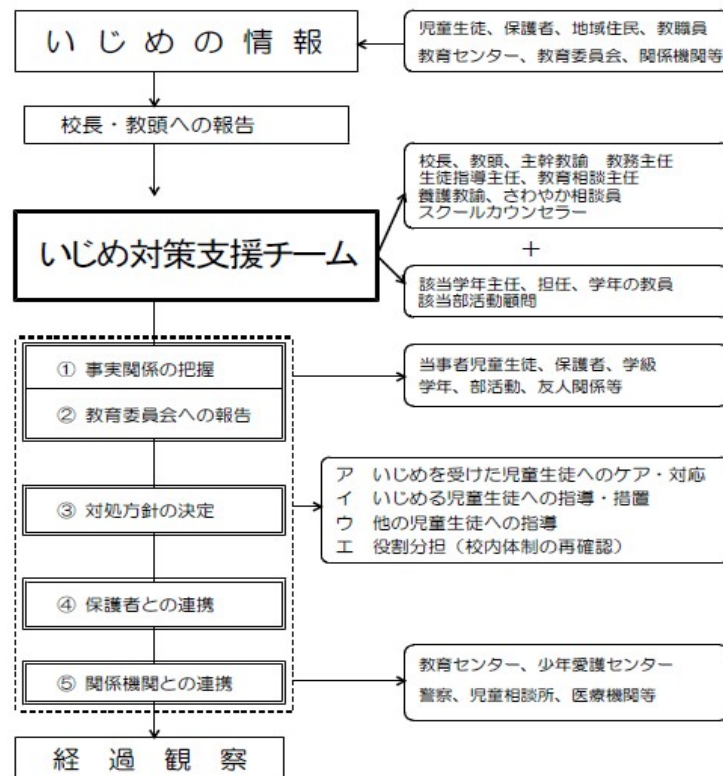 いじめの情報
児童生徒、保護者、地域住民、教職員
教育センター、教育委員会、関係機関等
校長・教頭への報告
校長、教頭、主幹教諭　教務主任
生徒指導主任、教育相談主任
養護教諭、さわやか相談員
スクールカウンセラー
いじめ対策支援チーム
＋
該当学年主任、担任、学年の教員
該当部活動顧問
① 事実関係の把握
② 教育委員会への報告
当事者児童生徒、保護者、学級
学年、部活動、友人関係等
③ 対処方針の決定
ア　いじめを受けた児童生徒へのケア・対応
イ　いじめる児童生徒への指導・措置
ウ　他の児童生徒への指導
エ　役割分担（校内体制の再確認）
④ 保護者との連携
⑤ 関係機関との連携
教育センター、少年愛護センター
警察、児童相談所、医療機関等
経過観察